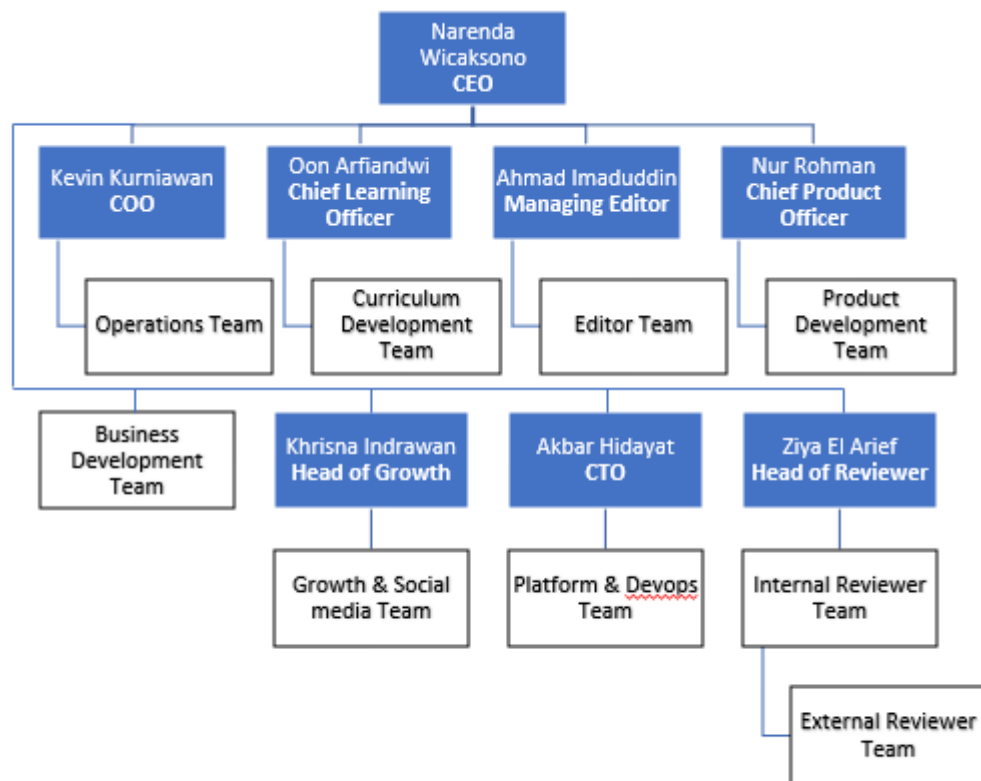 Narenda
Wicaksono
CEO
Kevin Kurniawan
COO
Oon Arfiandwi
Chief Learning
Officer
Ahmad Imaduddin
Managing Editor
Nur Rohman
Chief Product
Officer
Operations Team
Curriculum
Development
Team
Editor Team
Product
Development
Team
Business
Development
Team
Khrisna Indrawan
Head of Growth
Akbar Hidayat
CTO
Ziya El Arief
Head of Reviewer
Growth & Social
media Team
Platform & Devops
Team
Internal Reviewer
Team
External Reviewer
Team